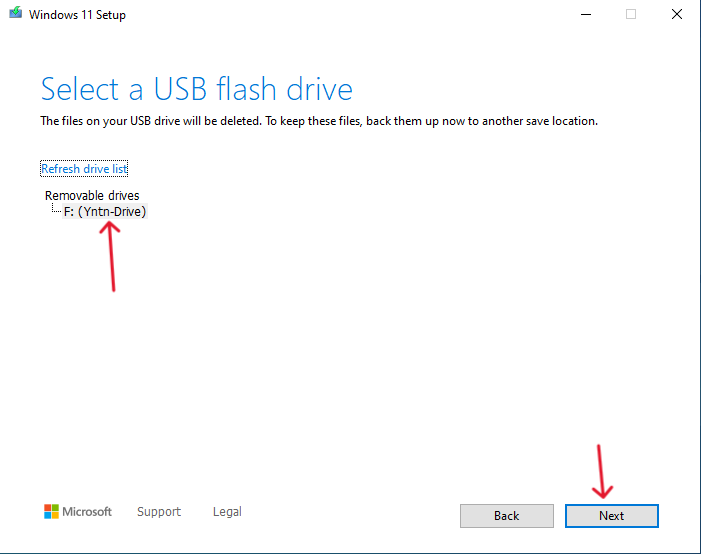 Windows 11 Setup
Select a USB flash drive
The files on your USB drive will be deleted. To keep these files, back them up now to another save location.
Refresh drive list
Removable drives
F: (Yntn-Drive)
Microsoft Support Legal Back Next